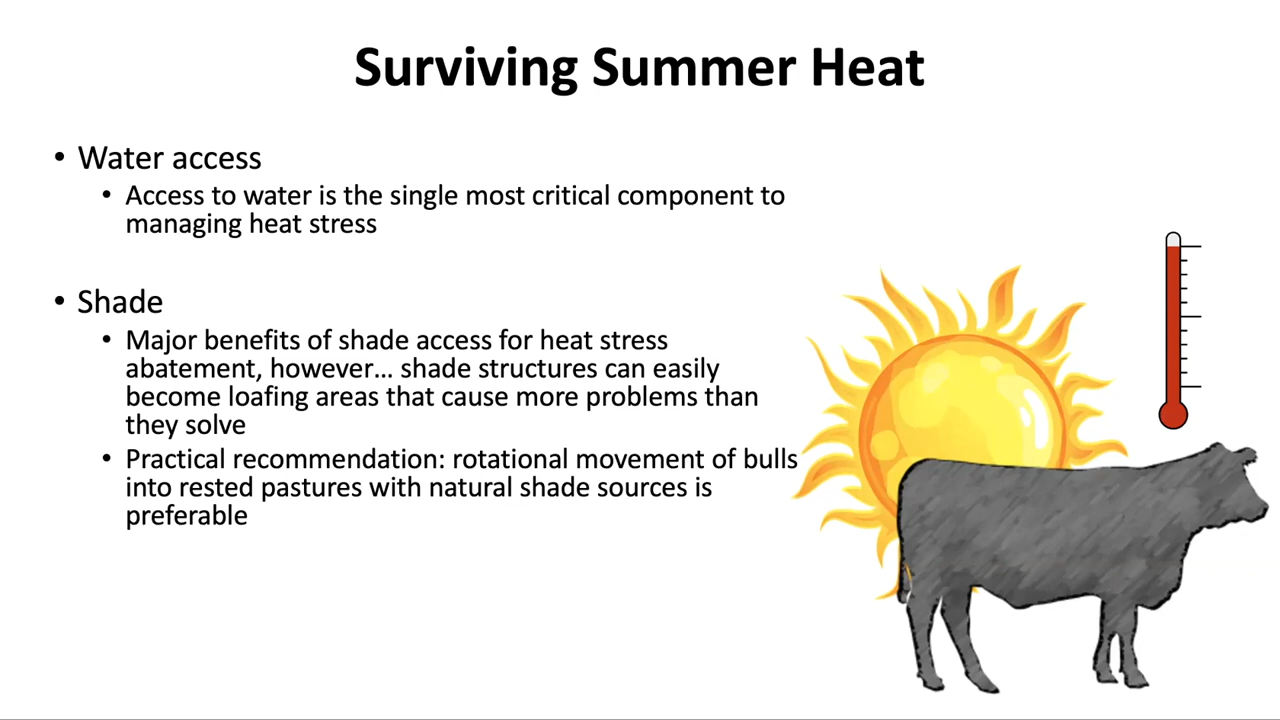 Surviving Summer Heat
• Water access
• Access to water is the single most critical component to
managing heat stress
• Shade
• Major benefits of shade access for heat stress
abatement, however… shade structures can easily
become loafing areas that cause more problems than
they solve
• Practical recommendation: rotational movement of bulls
into rested pastures with natural shade sources is
preferable